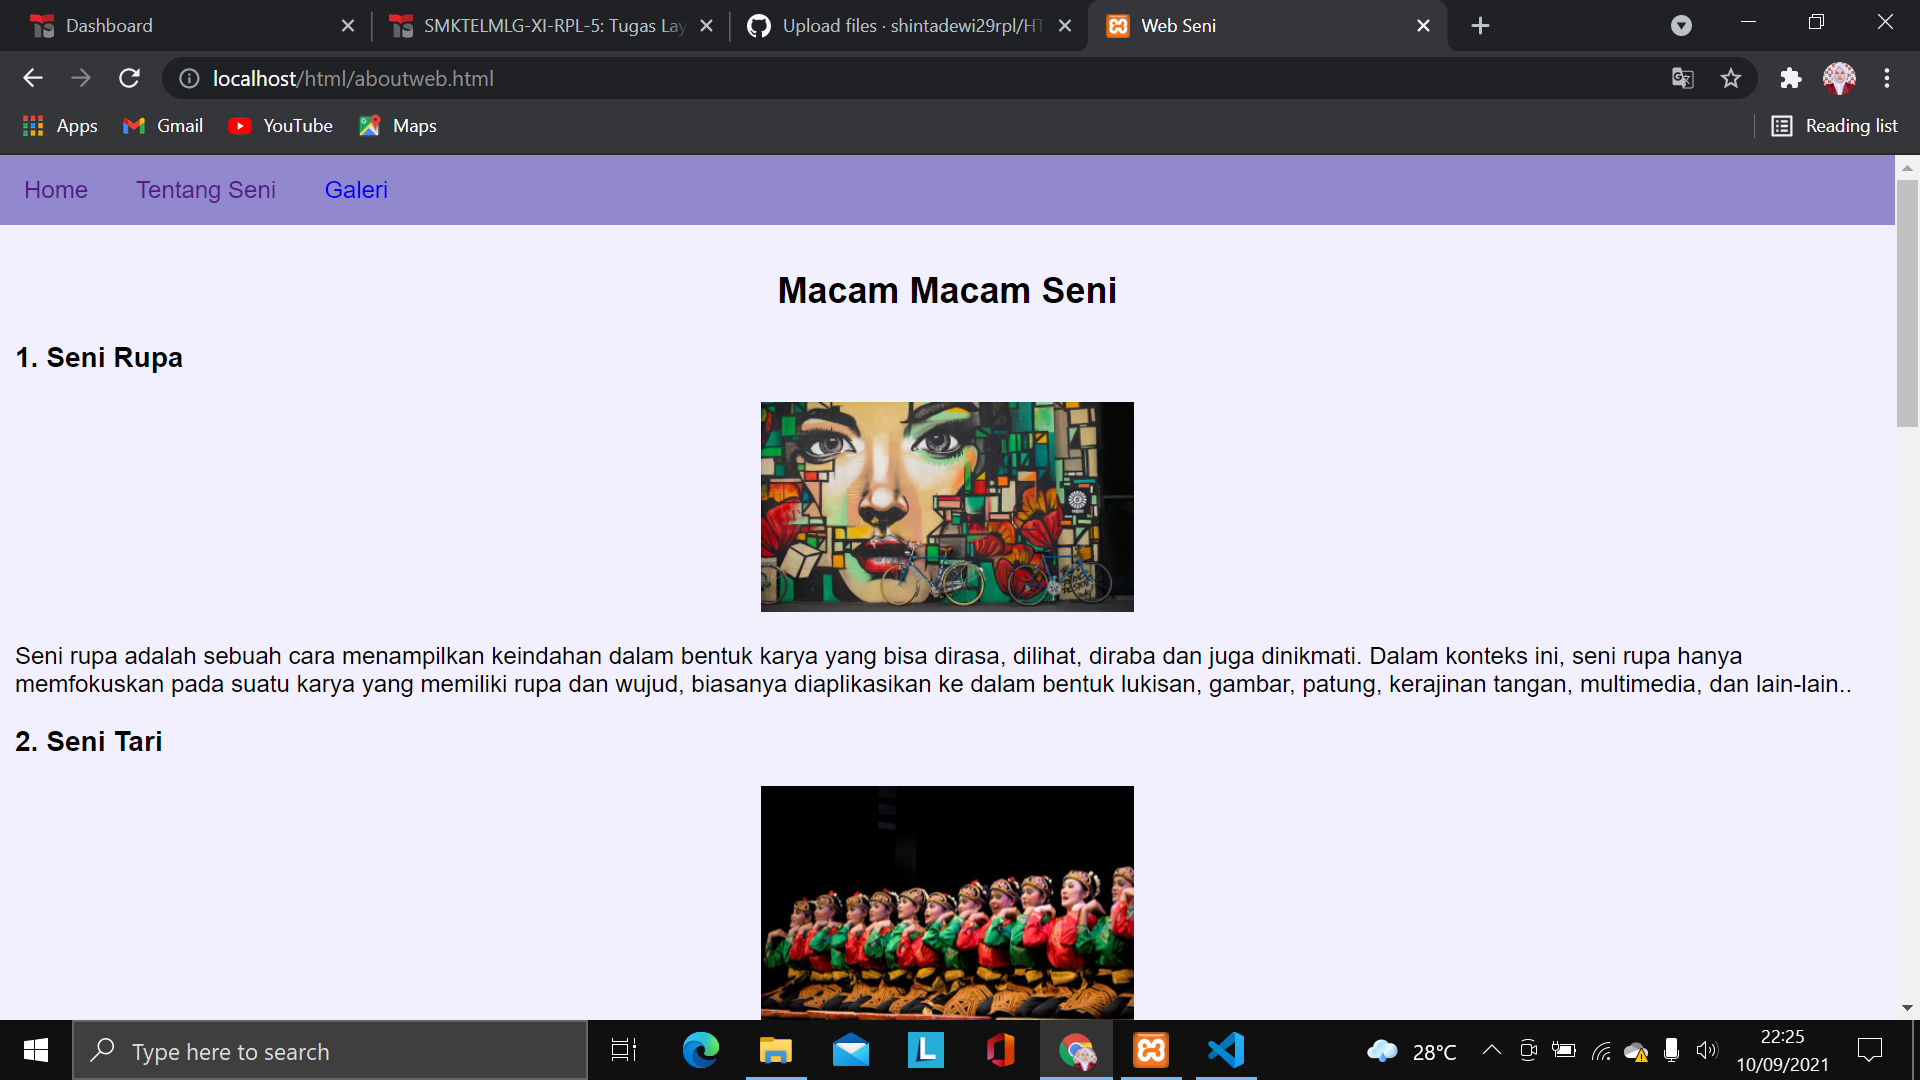 Dashboard
SMKTELMLG-XI-RPL-5: Tugas Lay
Upload files · shintadewi29rpl/HT
Web Seni
localhost/html/aboutweb.html
Apps
Gmail
YouTube
Maps
Reading list
Home
Tentang Seni
Galeri
Macam Macam Seni
1. Seni Rupa
Seni rupa adalah sebuah cara menampilkan keindahan dalam bentuk karya yang bisa dirasa, dilihat, diraba dan juga dinikmati. Dalam konteks ini, seni rupa hanya
memfokuskan pada suatu karya yang memiliki rupa dan wujud, biasanya diaplikasikan ke dalam bentuk lukisan, gambar, patung, kerajinan tangan, multimedia, dan lain-lain..
2. Seni Tari
Type here to search
L
28°C
22:25
10/09/2021